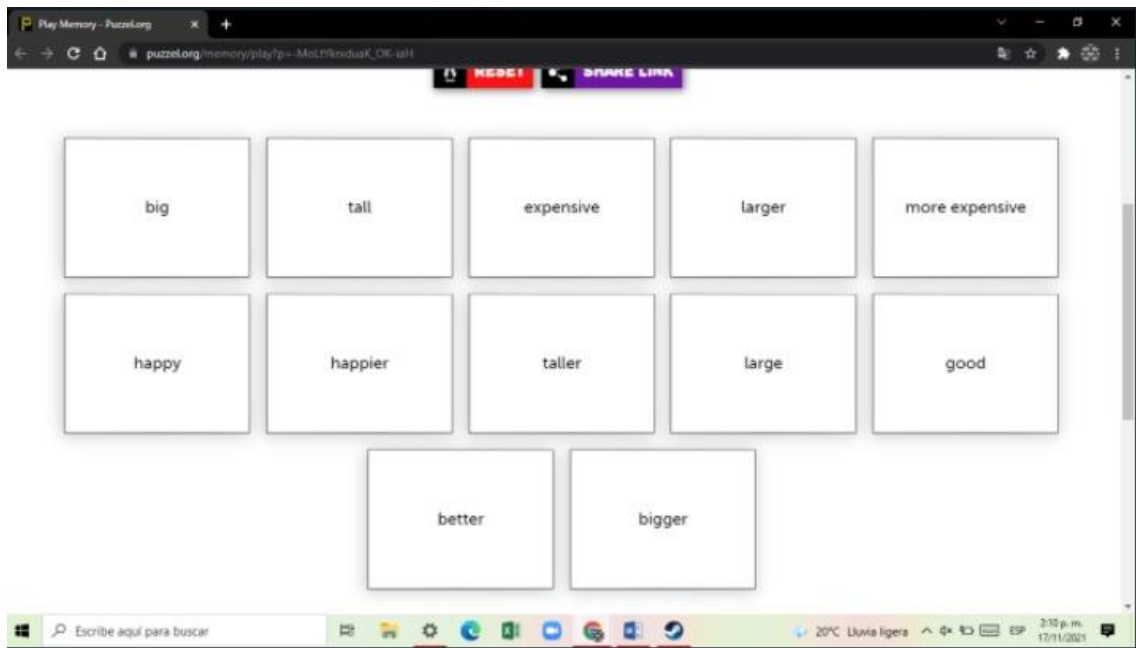 Play Memory - Puzzel.org
RESET SHARE LINK
big tall expensive larger more expensive
happy happier taller large good
better bigger
Escribe aquí para buscar
20°C Lluvia ligera
ESP
2:10 p. m.
17/11/2021